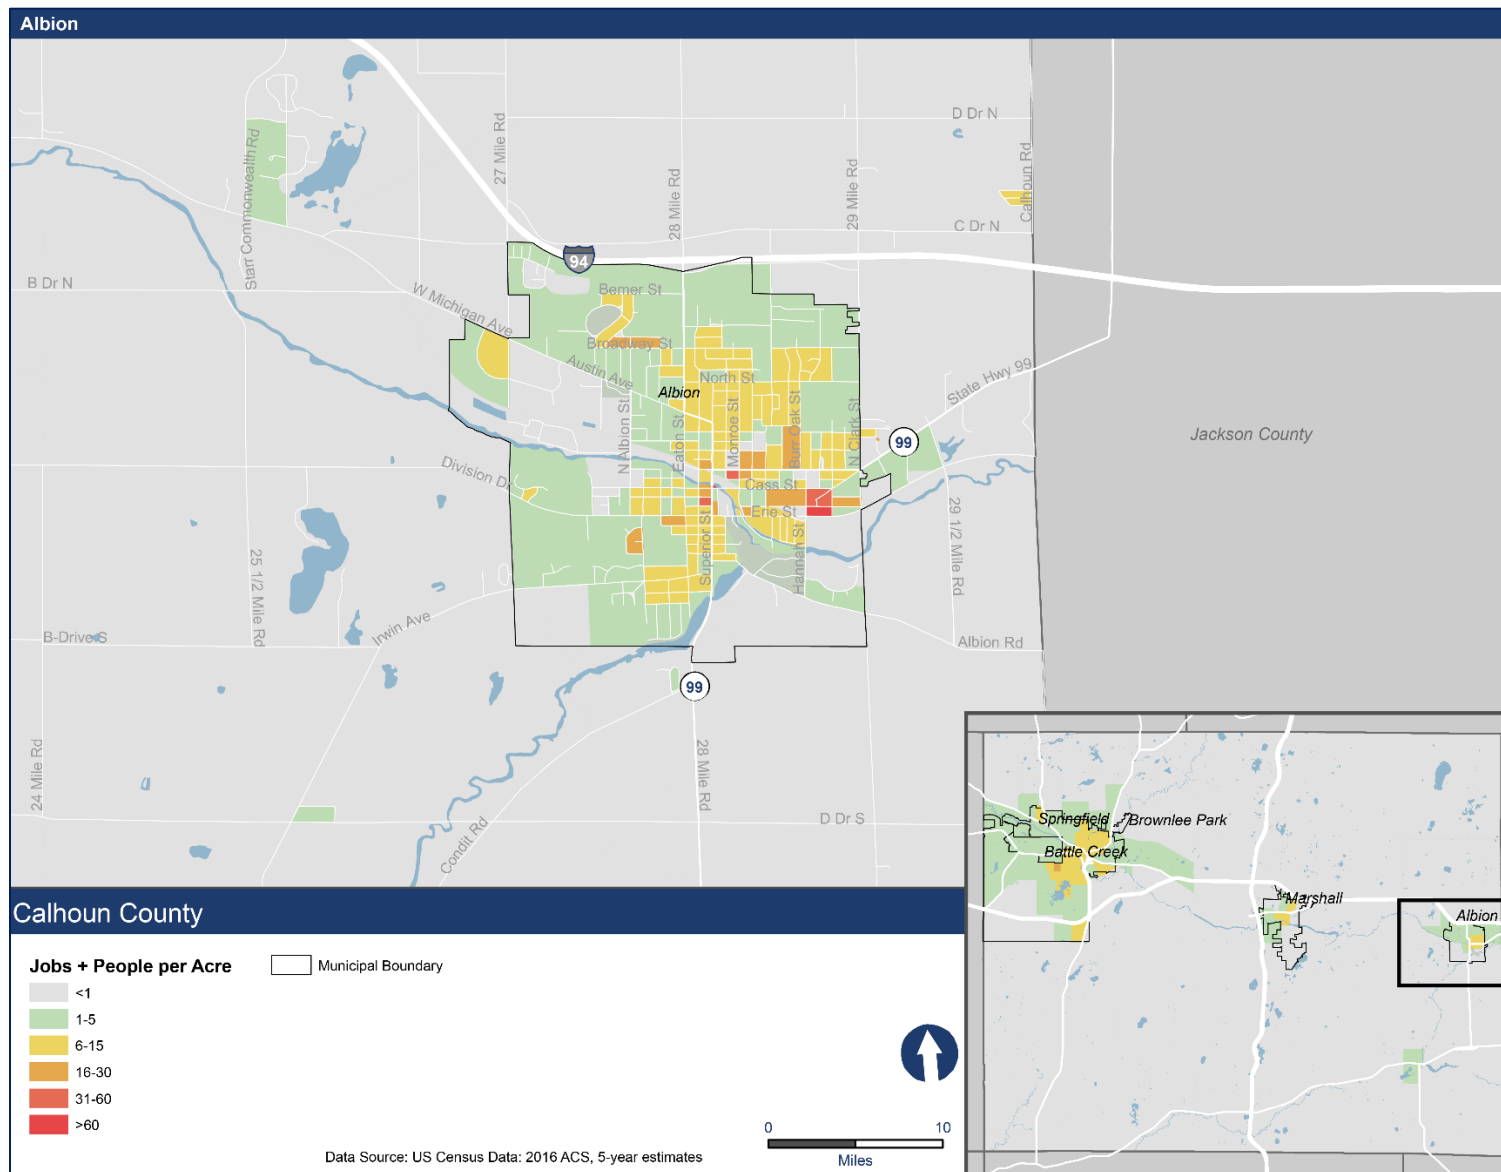 Albion
D Dr N
27 Mile Rd
28 Mile Rd
29 Mile Rd
Calhoun Rd
Starr Commonwealth Rd
C Dr N
94
B Dr N
Bemer St
W Michigan Ave
Broadway St
Austin Ave
North St
State Hwy 99
Albion
N Albion St
Eaton St
Monroe St
Burr Oak St
N Clark St
99
Jackson County
Division Dr
Cass St
Erie St
Superior St
Hannah St
29 1/2 Mile Rd
25 1/2 Mile Rd
Irwin Ave
B-Drive S
Albion Rd
99
24 Mile Rd
28 Mile Rd
D Dr S
Condit Rd
Springfield
Brownlee Park
Battle Creek
Marshall
Albion
Calhoun County
Jobs + People per Acre
Municipal Boundary
<1
1-5
6-15
16-30
31-60
>60
0 10
Miles
Data Source: US Census Data: 2016 ACS, 5-year estimates